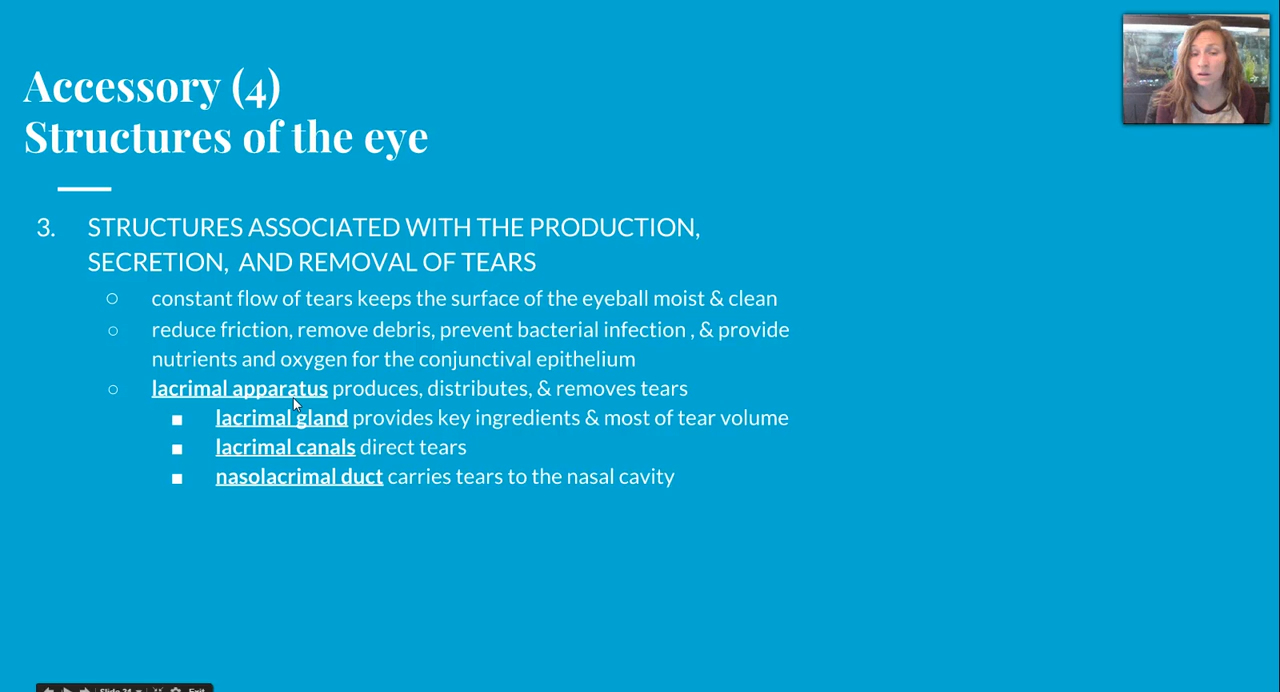 Accessory (4)
Structures of the eye
3. STRUCTURES ASSOCIATED WITH THE PRODUCTION,
SECRETION, AND REMOVAL OF TEARS
○ constant flow of tears keeps the surface of the eyeball moist & clean
○ reduce friction, remove debris, prevent bacterial infection , & provide
nutrients and oxygen for the conjunctival epithelium
○ lacrimal apparatus produces, distributes, & removes tears
■ lacrimal gland provides key ingredients & most of tear volume
■ lacrimal canals direct tears
■ nasolacrimal duct carries tears to the nasal cavity
Slide 24
Exit